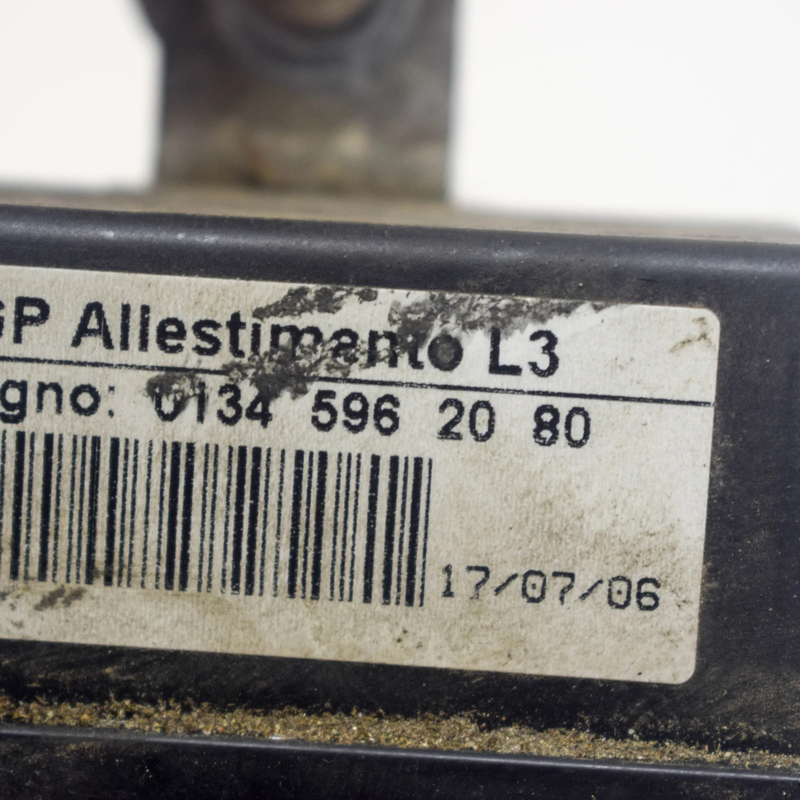 GP Allestimento L3
gno: 0134 596 20 80
17/07/06